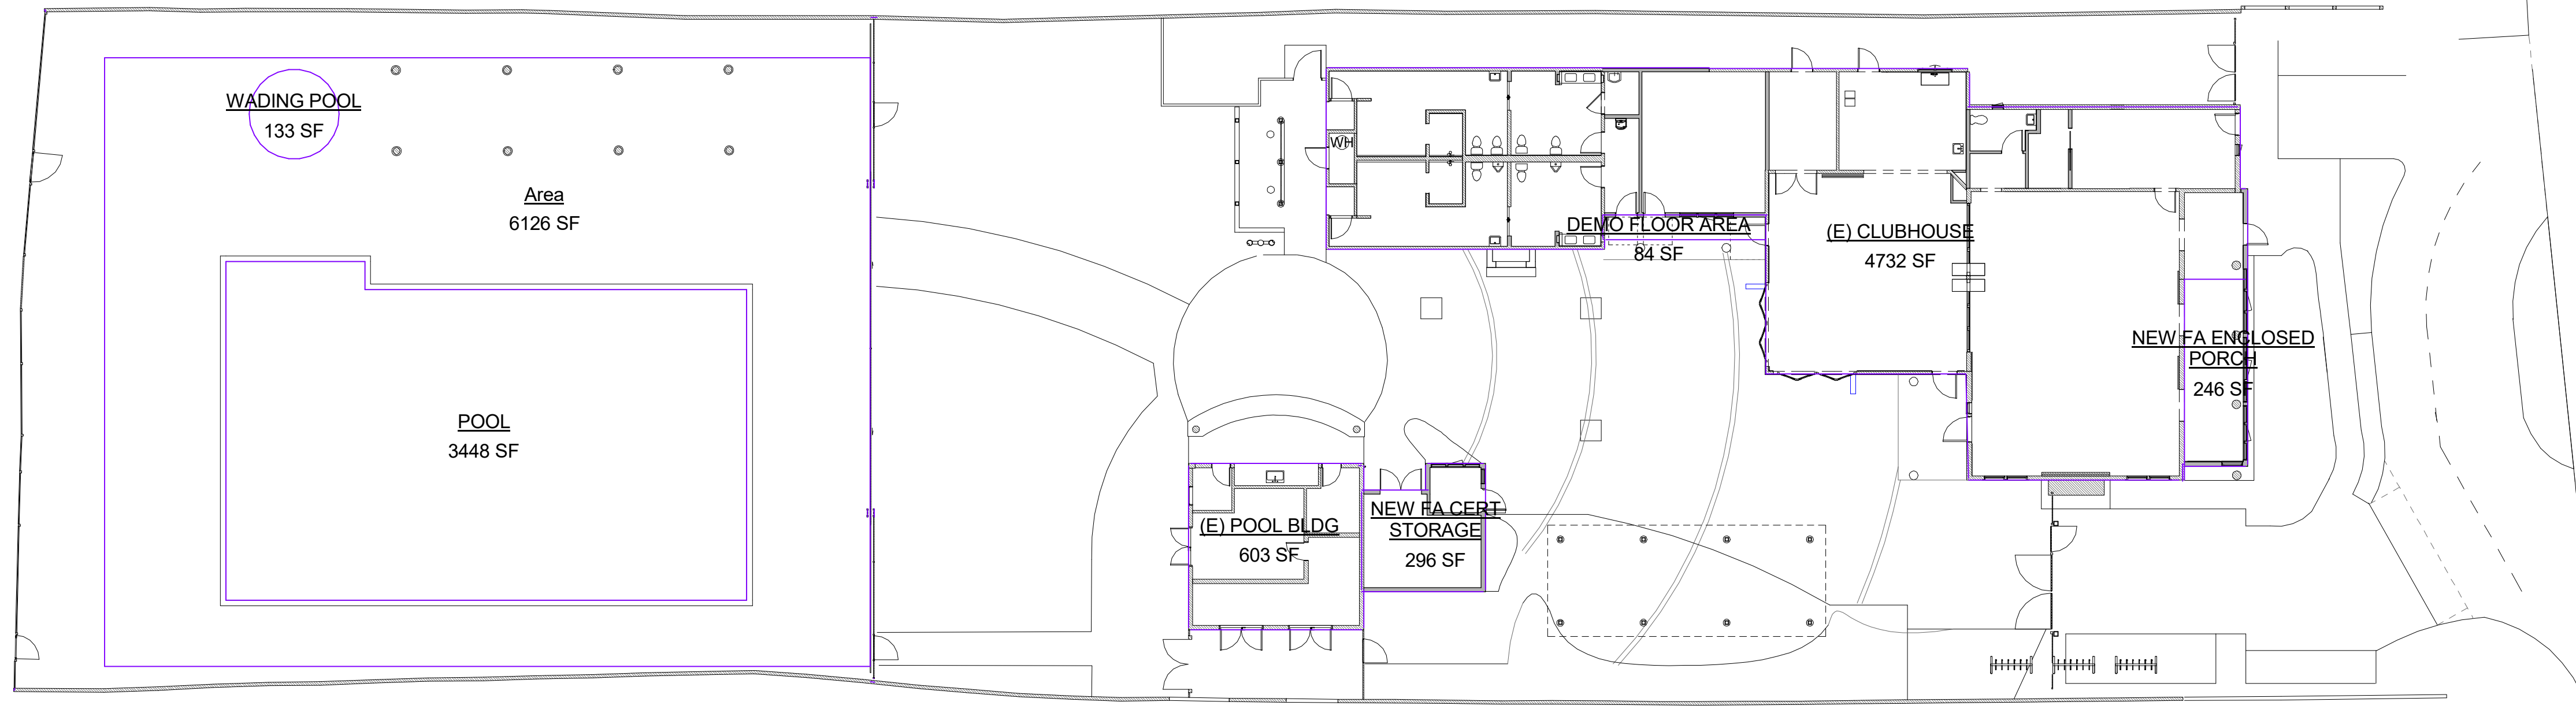 WADING POOL
133 SF
Area
6126 SF
POOL
3448 SF
WH
DEMO FLOOR AREA
84 SF
(E) CLUBHOUSE
4732 SF
NEW FA ENCLOSED
PORCH
246 SF
(E) POOL BLDG
603 SF
NEW FA CERT
STORAGE
296 SF